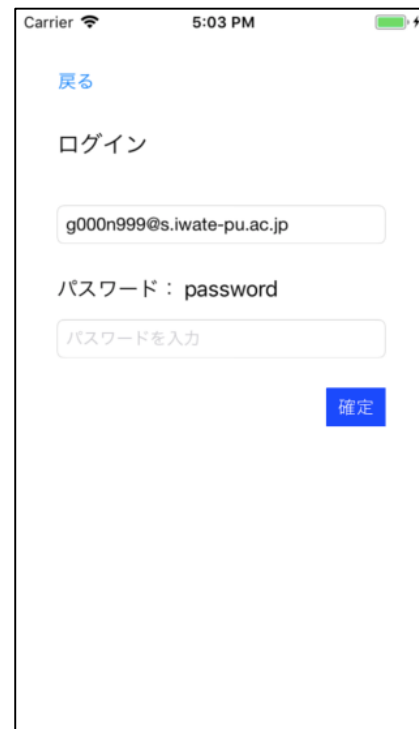 Carrier 5:03 PM
戻る
ログイン
g000n999@s.iwate-pu.ac.jp
パスワード： password
パスワードを入力
確定